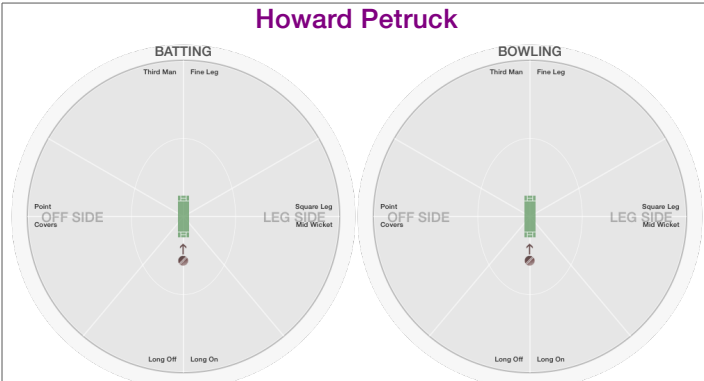 Howard Petruck
BATTING
Third Man Fine Leg
Point
OFF SIDE
Covers
Square Leg
LEG SIDE
Mid Wicket
Long Off Long On
BOWLING
Third Man Fine Leg
Point
OFF SIDE
Covers
Square Leg
LEG SIDE
Mid Wicket
Long Off Long On